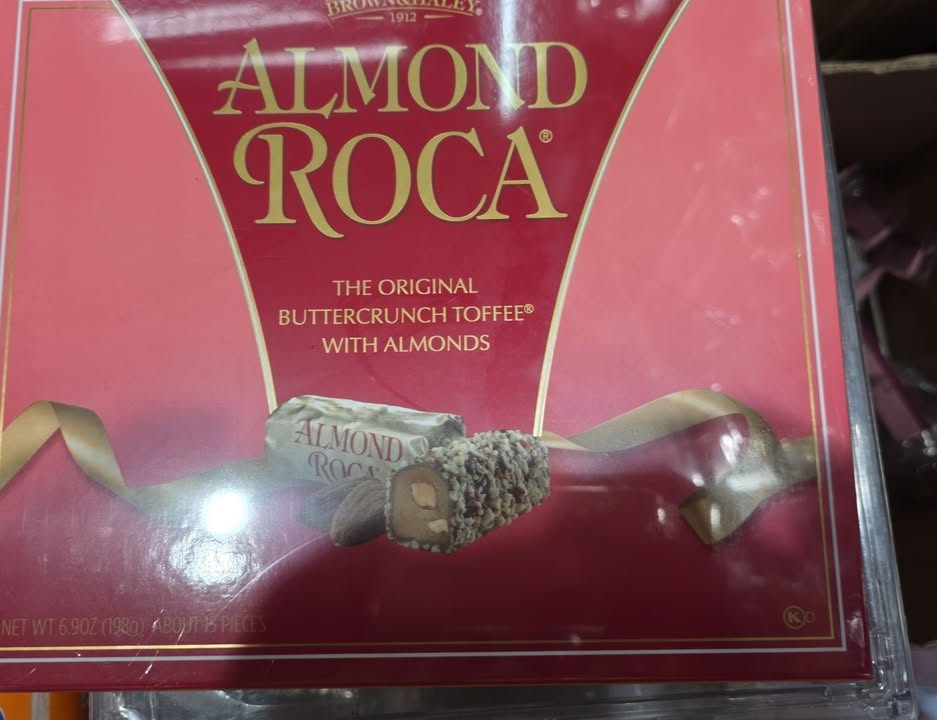 BROWN & HALEY®
1912
ALMOND
ROCA®
THE ORIGINAL
BUTTERCRUNCH TOFFEE®
WITH ALMONDS
ALMOND
ROCA
NET WT 6.9OZ (198g) ABOUT 15 PIECES
K D